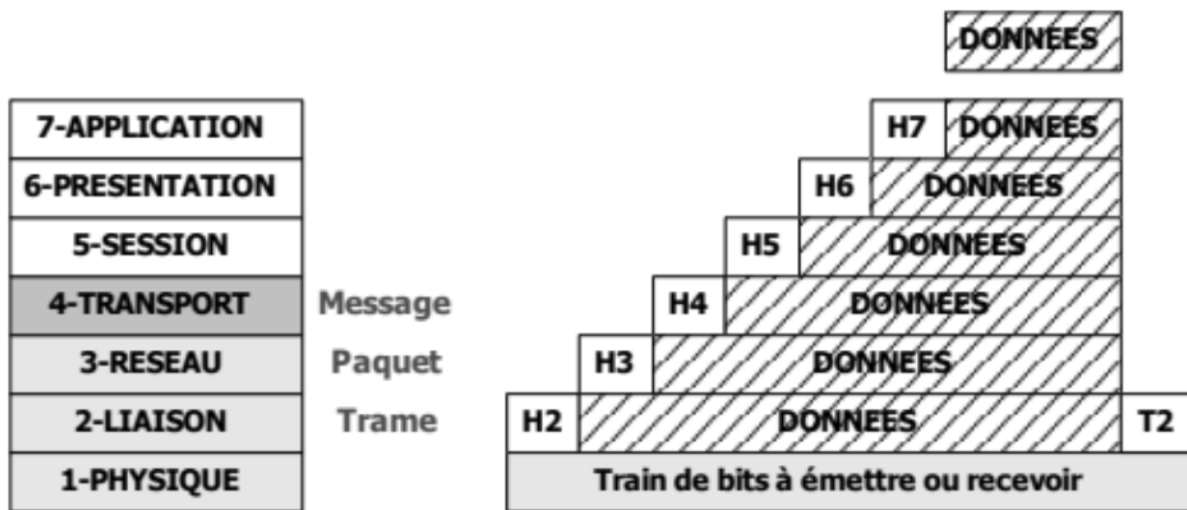 DONNEES
7-APPLICATION H7 DONNEES
6-PRESENTATION H6 DONNEES
5-SESSION H5 DONNEES
4-TRANSPORT Message H4 DONNEES
3-RESEAU Paquet H3 DONNEES
2-LIAISON Trame H2 DONNEES T2
1-PHYSIQUE Train de bits à émettre ou recevoir